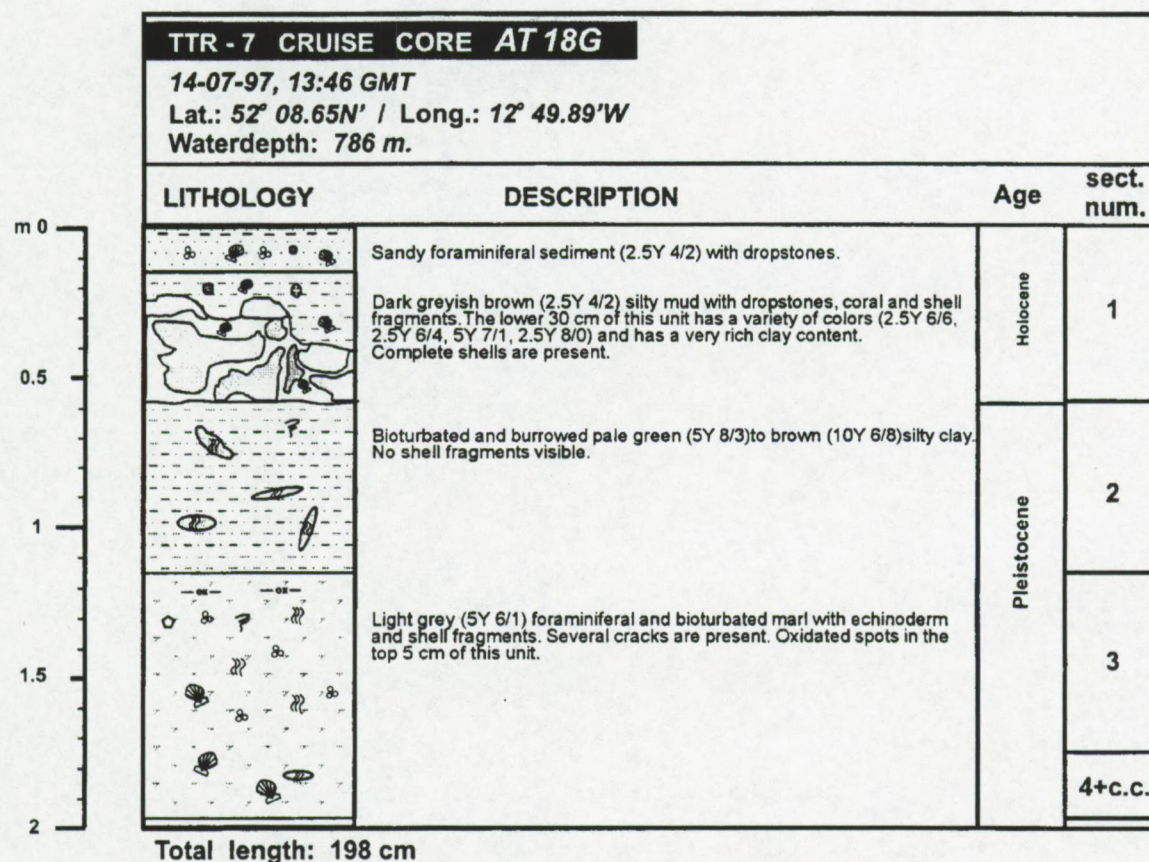 TTR - 7 CRUISE CORE AT 18G
14-07-97, 13:46 GMT
Lat.: 52° 08.65N' / Long.: 12° 49.89'W
Waterdepth: 786 m.
LITHOLOGY DESCRIPTION Age sect. num.
m 0
Sandy foraminiferal sediment (2.5Y 4/2) with dropstones.
Dark greyish brown (2.5Y 4/2) silty mud with dropstones, coral and shell
fragments. The lower 30 cm of this unit has a variety of colors (2.5Y 6/6,
2.5Y 6/4, 5Y 7/1, 2.5Y 8/0) and has a very rich clay content.
Complete shells are present.
Holocene
1
0.5
Bioturbated and burrowed pale green (5Y 8/3)to brown (10Y 6/8)silty clay.
No shell fragments visible.
2
1
Pleistocene
ox ox
Light grey (5Y 6/1) foraminiferal and bioturbated marl with echinoderm
and shell fragments. Several cracks are present. Oxidated spots in the
top 5 cm of this unit.
3
1.5
4+c.c.
2
Total length: 198 cm